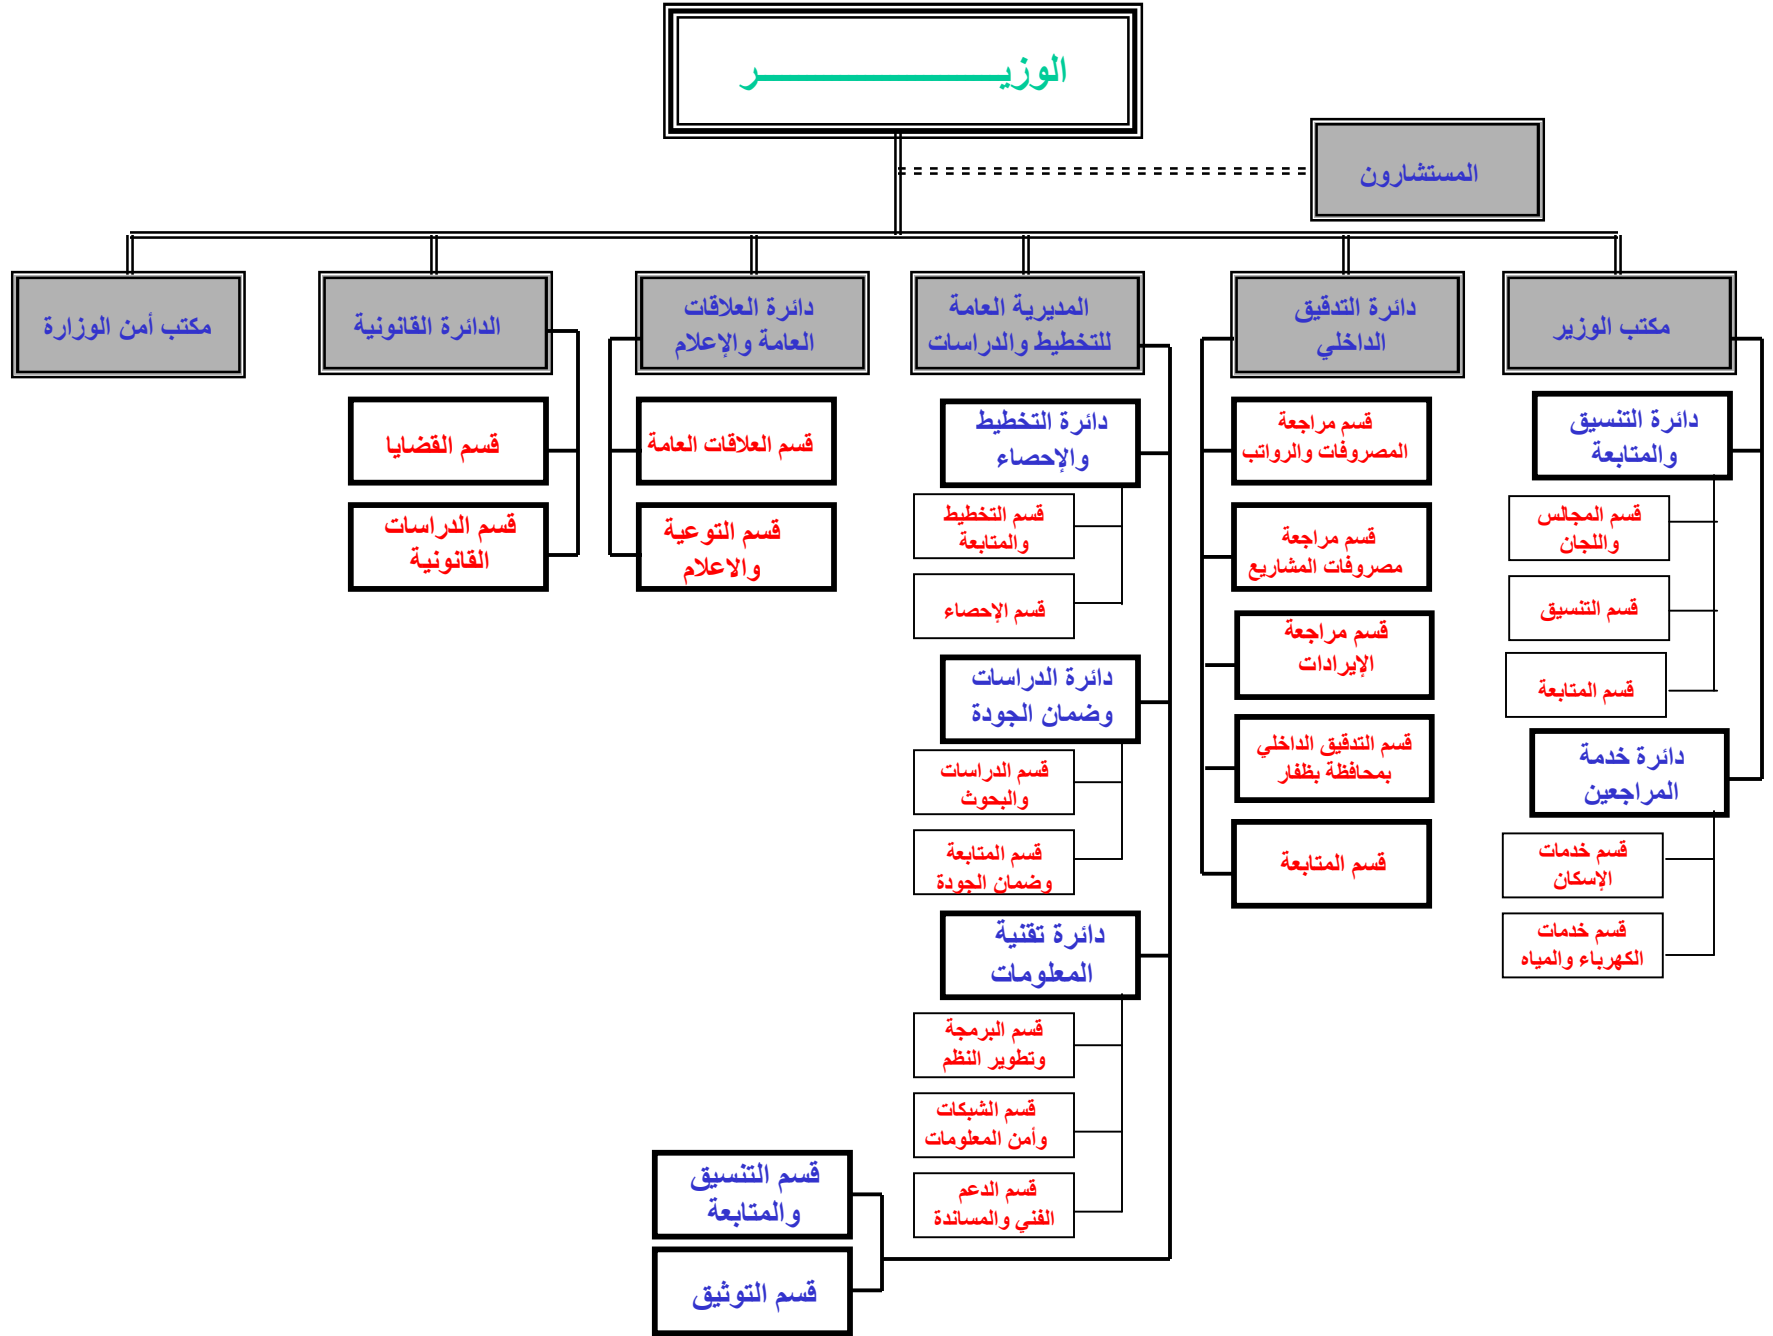 الوزيـــــــــــــــــــر
المستشارون
مكتب الوزير
دائرة التدقيق
الداخلي
المديرية العامة
للتخطيط والدراسات
دائرة العلاقات
العامة والإعلام
الدائرة القانونية
مكتب أمن الوزارة
دائرة التنسيق
والمتابعة
قسم المجالس
واللجان
قسم التنسيق
قسم المتابعة
دائرة خدمة
المراجعين
قسم خدمات
الإسكان
قسم خدمات
الكهرباء والمياه
قسم مراجعة
المصروفات والرواتب
قسم مراجعة
مصروفات المشاريع
قسم مراجعة
الإيرادات
قسم التدقيق الداخلي
بمحافظة بظفار
قسم المتابعة
دائرة التخطيط
والإحصاء
قسم التخطيط
والمتابعة
قسم الإحصاء
دائرة الدراسات
وضمان الجودة
قسم الدراسات
والبحوث
قسم المتابعة
وضمان الجودة
دائرة تقنية
المعلومات
قسم البرمجة
وتطوير النظم
قسم الشبكات
وأمن المعلومات
قسم الدعم
الفني والمساندة
قسم التنسيق
والمتابعة
قسم التوثيق
قسم العلاقات العامة
قسم التوعية
والاعلام
قسم القضايا
قسم الدراسات
القانونية